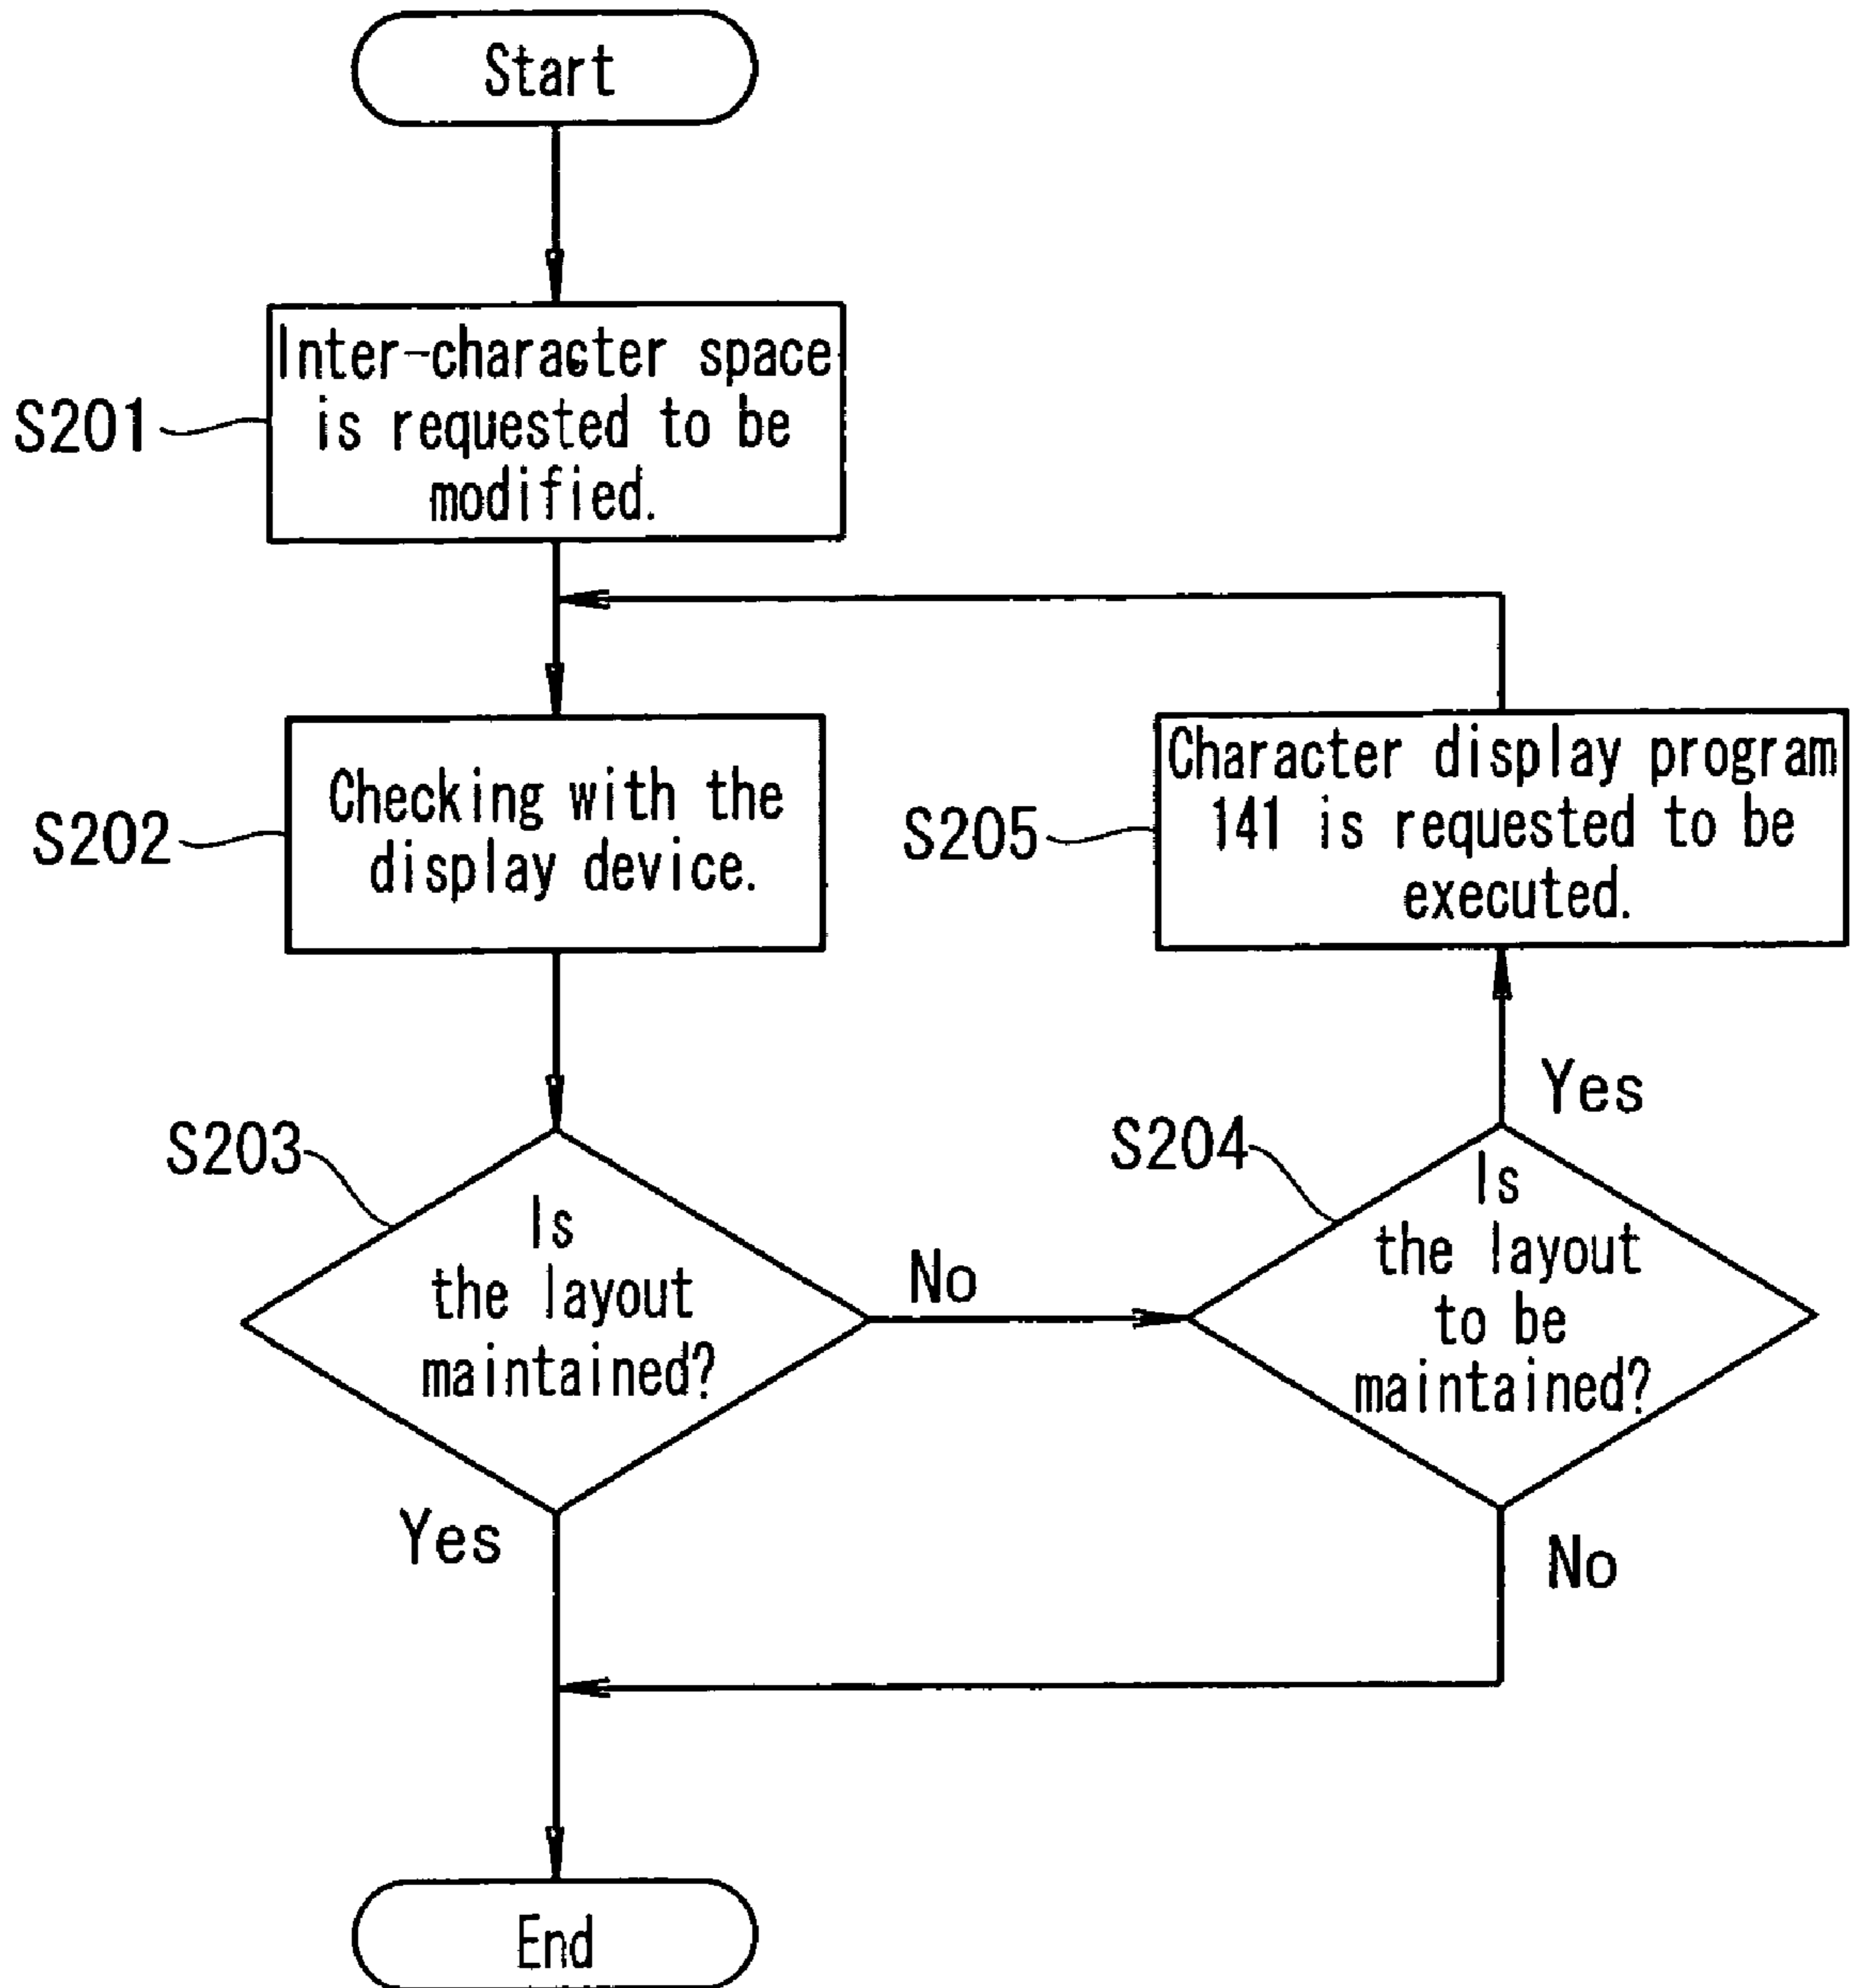 Start
S201
Inter-character space
is requested to be
modified.
S202
Checking with the
display device.
S205
Character display program
141 is requested to be
executed.
Yes
S203
Is
the layout
maintained?
No
S204
Is
the layout
to be
maintained?
Yes
No
End